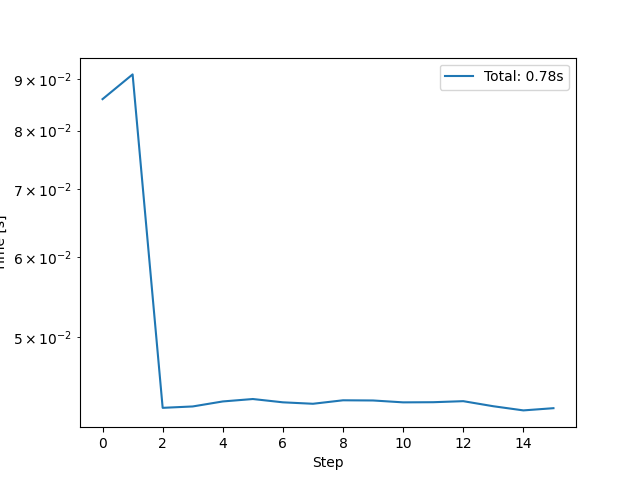 Total: 0.78s
9 × 10⁻²
8 × 10⁻²
7 × 10⁻²
6 × 10⁻²
5 × 10⁻²
Time [s]
0 2 4 6 8 10 12 14
Step